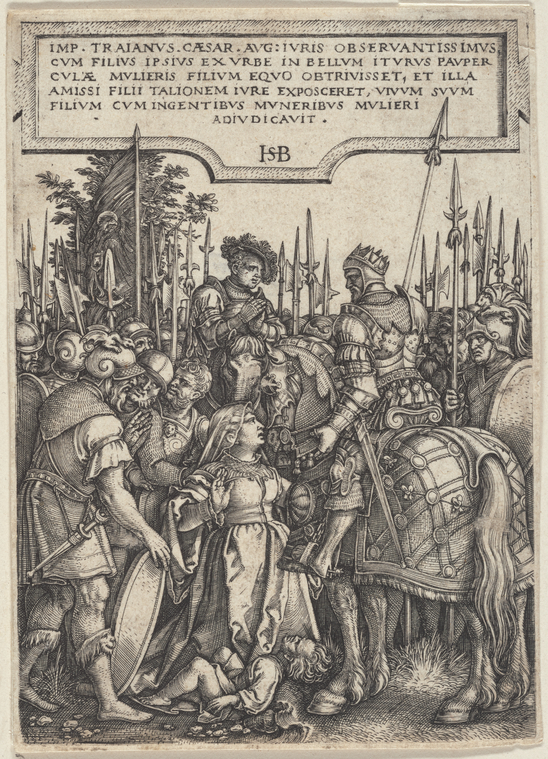 IMP · TRAIANVS · CÆSAR · AVG : IVRIS OBSERVANTISSIMVS,
CVM FILIVS IPSIVS EX VRBE IN BELLVM ITVRVS PAVPER
CVLÆ MVLIERIS FILIVM EQVO OBTRIVISSET, ET ILLA
AMISSI FILII TALIONEM IVRE EXPOSCERET, VIVVM SVVM
FILIVM CVM INGENTIBVS MVNERIBVS MVLIERI
ADIVDICAVIT ·
HSB